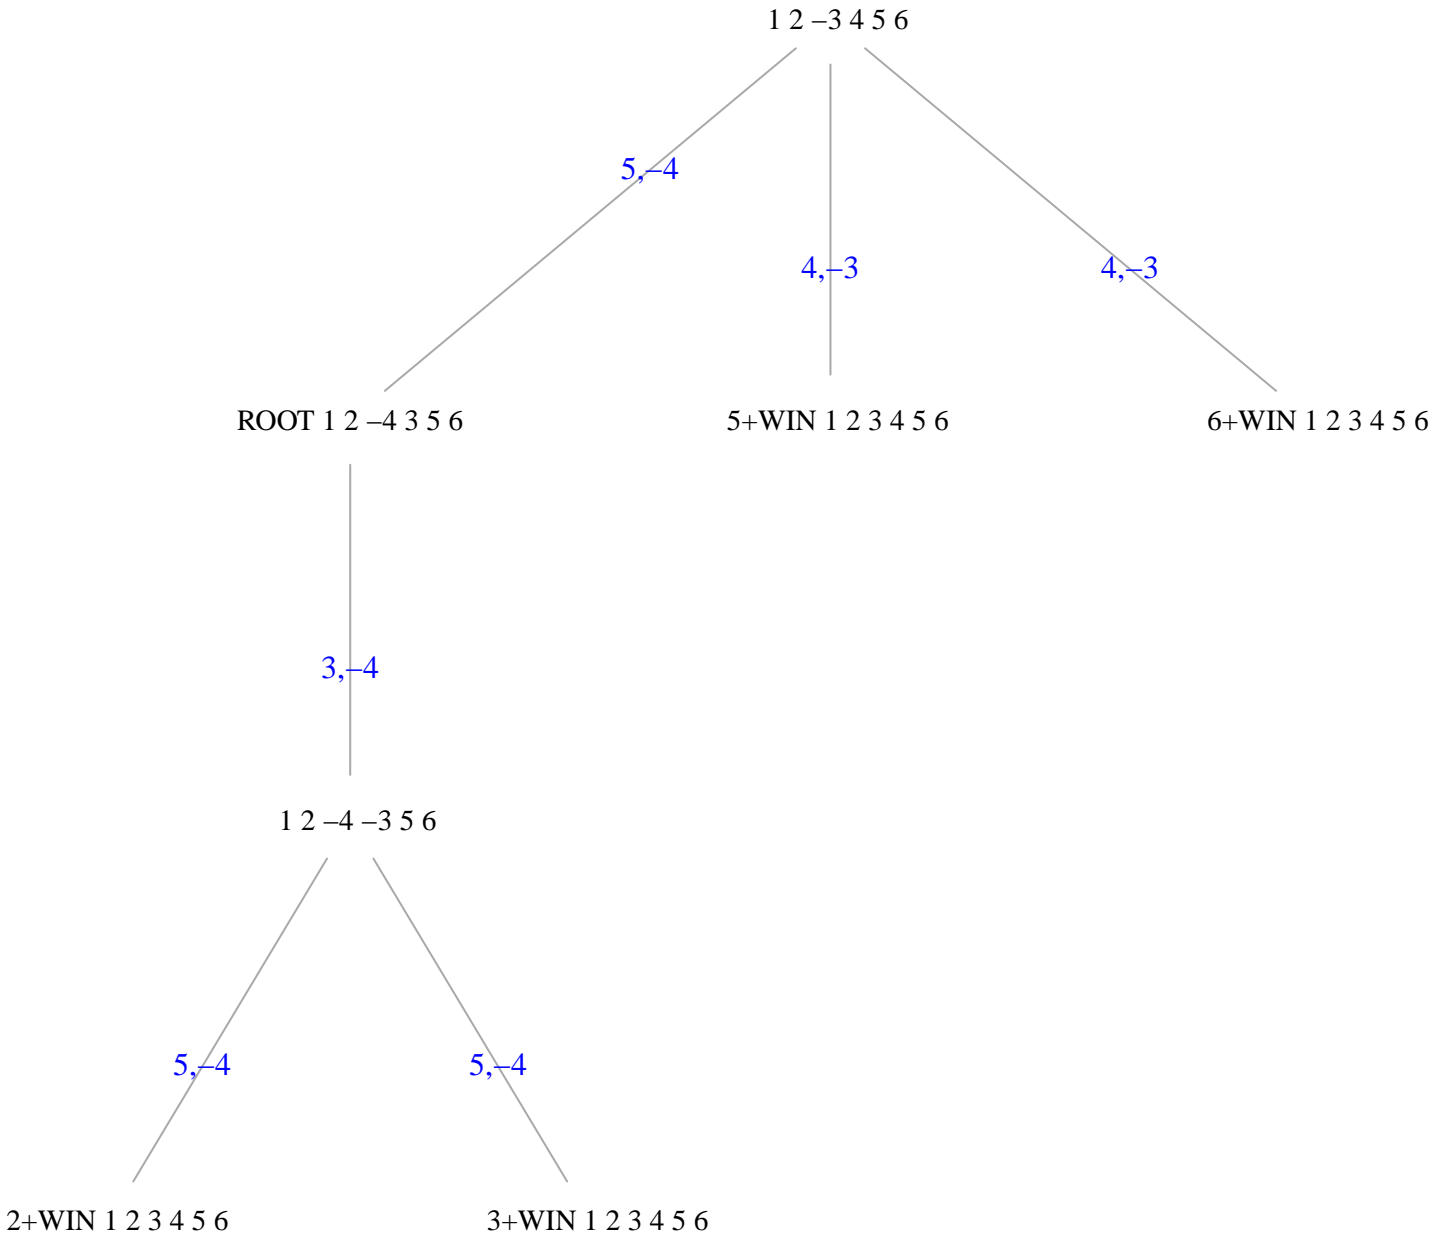 1 2 –3 4 5 6
5,–4
4,–3
4,–3
ROOT 1 2 –4 3 5 6
5+WIN 1 2 3 4 5 6
6+WIN 1 2 3 4 5 6
3,–4
1 2 –4 –3 5 6
5,–4
5,–4
2+WIN 1 2 3 4 5 6
3+WIN 1 2 3 4 5 6